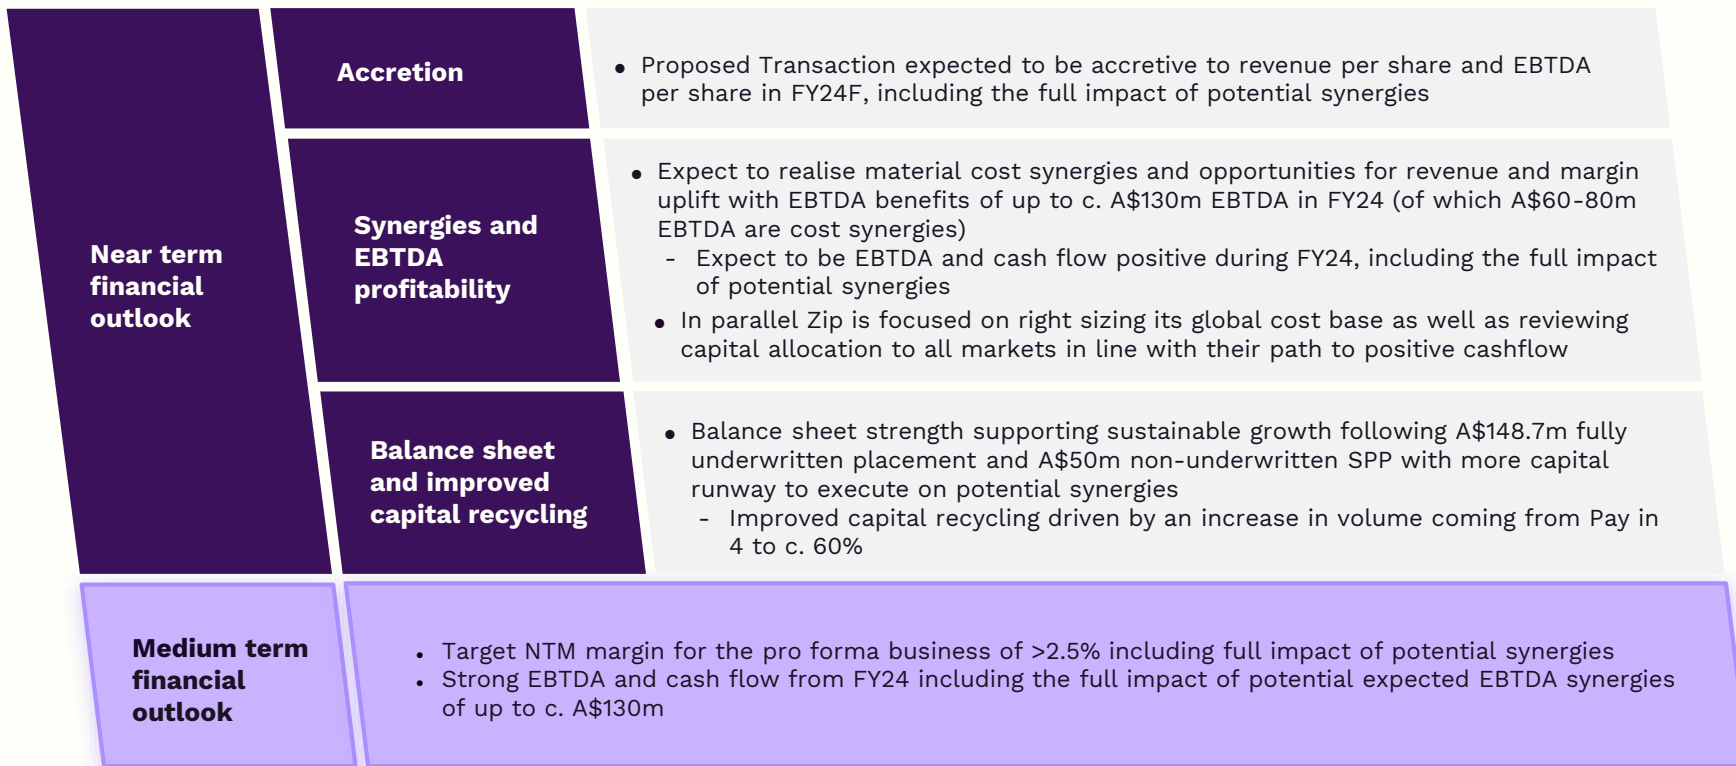 Near term
financial
outlook
Accretion
• Proposed Transaction expected to be accretive to revenue per share and EBTDA
per share in FY24F, including the full impact of potential synergies
Synergies and
EBTDA
profitability
• Expect to realise material cost synergies and opportunities for revenue and margin
uplift with EBTDA benefits of up to c. A$130m EBTDA in FY24 (of which A$60-80m
EBTDA are cost synergies)
- Expect to be EBTDA and cash flow positive during FY24, including the full impact
of potential synergies
• In parallel Zip is focused on right sizing its global cost base as well as reviewing
capital allocation to all markets in line with their path to positive cashflow
Balance sheet
and improved
capital recycling
• Balance sheet strength supporting sustainable growth following A$148.7m fully
underwritten placement and A$50m non-underwritten SPP with more capital
runway to execute on potential synergies
- Improved capital recycling driven by an increase in volume coming from Pay in
4 to c. 60%
Medium term
financial
outlook
• Target NTM margin for the pro forma business of >2.5% including full impact of potential synergies
• Strong EBTDA and cash flow from FY24 including the full impact of potential expected EBTDA synergies
of up to c. A$130m